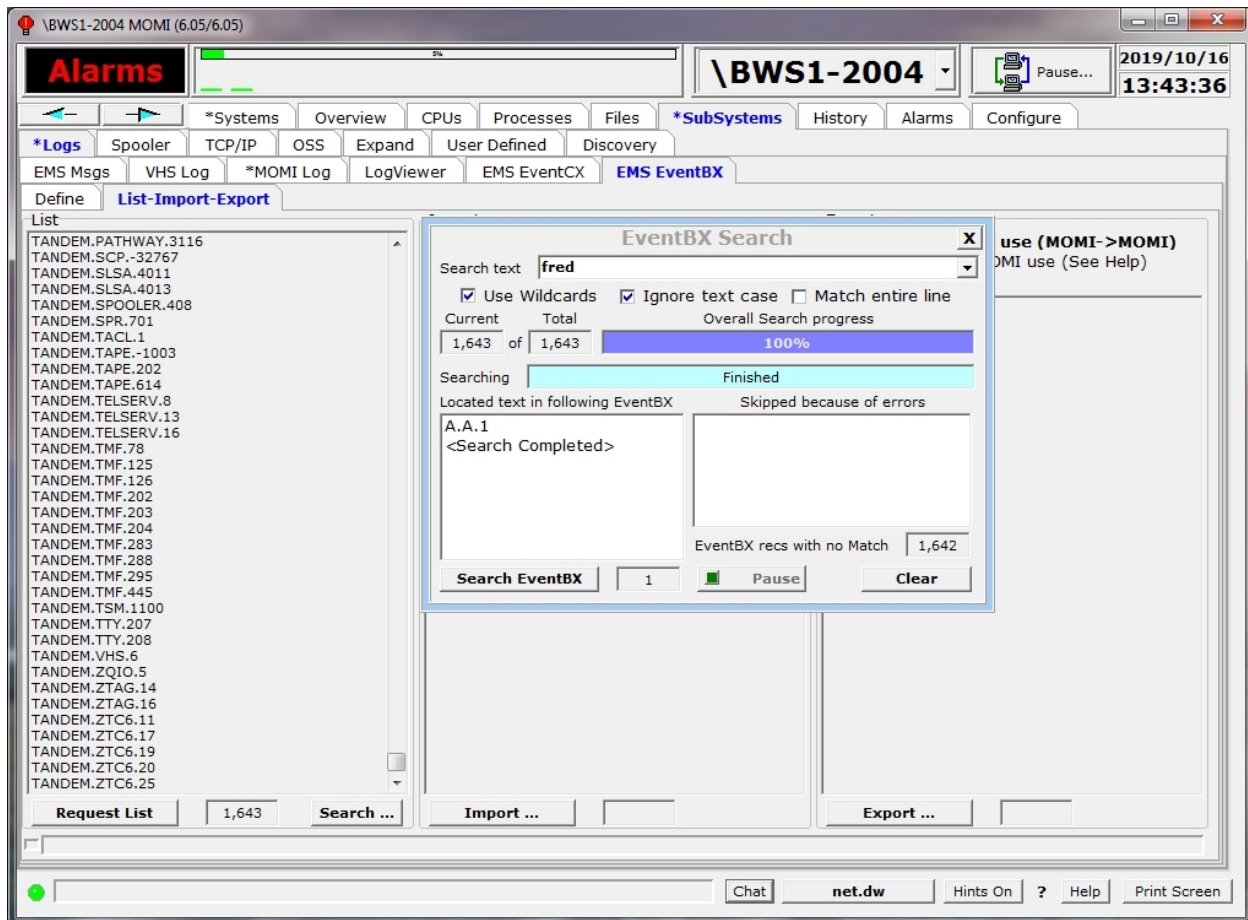 \BWS1-2004 MOMI (6.05/6.05)
Alarms
5%
\BWS1-2004
Pause...
2019/10/16
13:43:36
*Systems Overview CPUs Processes Files *SubSystems History Alarms Configure
*Logs Spooler TCP/IP OSS Expand User Defined Discovery
EMS Msgs VHS Log *MOMI Log LogViewer EMS EventCX EMS EventBX
Define List-Import-Export
List
TANDEM.PATHWAY.3116
TANDEM.SCP.-32767
TANDEM.SLSA.4011
TANDEM.SLSA.4013
TANDEM.SPOOLER.408
TANDEM.SPR.701
TANDEM.TACL.1
TANDEM.TAPE.-1003
TANDEM.TAPE.202
TANDEM.TAPE.614
TANDEM.TELSERV.8
TANDEM.TELSERV.13
TANDEM.TELSERV.16
TANDEM.TMF.78
TANDEM.TMF.125
TANDEM.TMF.126
TANDEM.TMF.202
TANDEM.TMF.203
TANDEM.TMF.204
TANDEM.TMF.283
TANDEM.TMF.288
TANDEM.TMF.295
TANDEM.TMF.445
TANDEM.TSM.1100
TANDEM.TTY.207
TANDEM.TTY.208
TANDEM.VHS.6
TANDEM.ZQIO.5
TANDEM.ZTAG.14
TANDEM.ZTAG.16
TANDEM.ZTC6.11
TANDEM.ZTC6.17
TANDEM.ZTC6.19
TANDEM.ZTC6.20
TANDEM.ZTC6.25
Request List 1,643 Search ...
EventBX Search X
Search text fred
Use Wildcards Ignore text case Match entire line
Current Total Overall Search progress
1,643 of 1,643 100%
Searching Finished
Located text in following EventBX Skipped because of errors
A.A.1
<Search Completed>
EventBX recs with no Match 1,642
Search EventBX 1 Pause Clear
use (MOMI->MOMI)
use (See Help)
Import ...
Export ...
Chat net.dw Hints On ? Help Print Screen